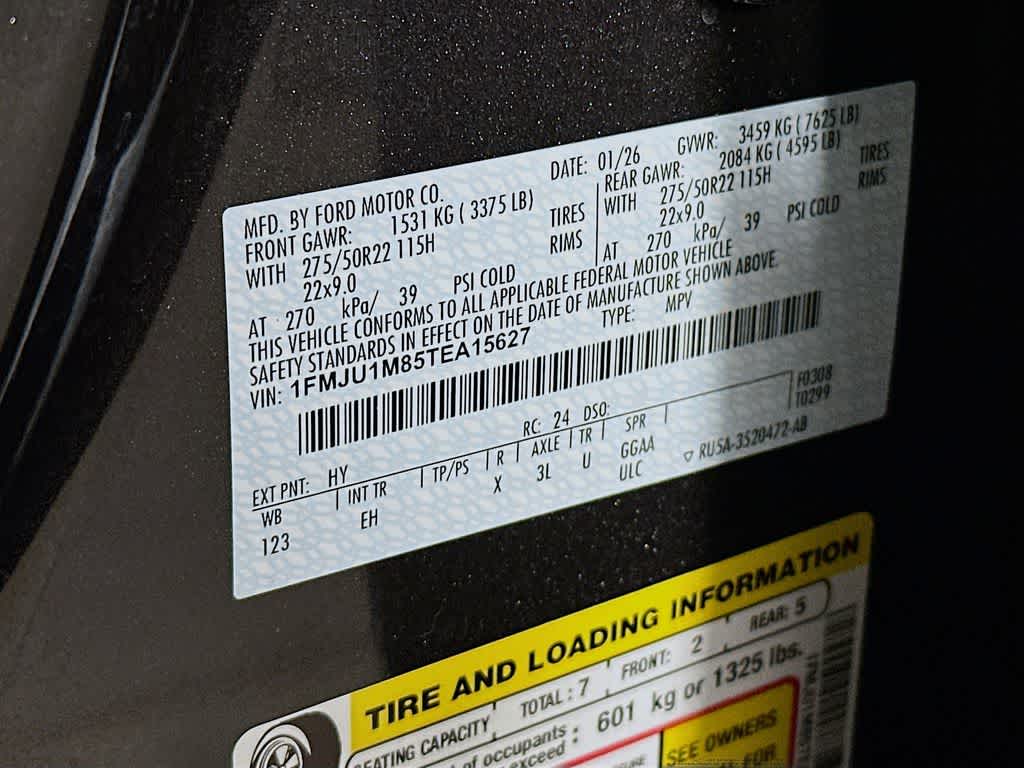 MFD. BY FORD MOTOR CO.
DATE: 01/26 GVWR: 3459 KG ( 7625 LB)
FRONT GAWR: 1531 KG ( 3375 LB)
REAR GAWR: 2084 KG ( 4595 LB)
WITH 275/50R22 115H TIRES
WITH 275/50R22 115H TIRES
22x9.0 RIMS
22x9.0 RIMS
AT 270 kPa/ 39 PSI COLD
AT 270 kPa/ 39 PSI COLD
THIS VEHICLE CONFORMS TO ALL APPLICABLE FEDERAL MOTOR VEHICLE
SAFETY STANDARDS IN EFFECT ON THE DATE OF MANUFACTURE SHOWN ABOVE.
VIN: 1FMJU1M85TEA15627 TYPE: MPV
F0308
T0299
EXT PNT: HY RC: 24 DSO:
WB INT TR TP/PS R AXLE TR SPR
123 EH X 3L U GGAA
ULC ▽ RU5A-3520472-AB
TIRE AND LOADING INFORMATION
EATING CAPACITY TOTAL : 7 FRONT: 2 REAR: 5
of occupants :
exceed : 601 kg or 1325 lbs.
SEE OWNERS
FOR